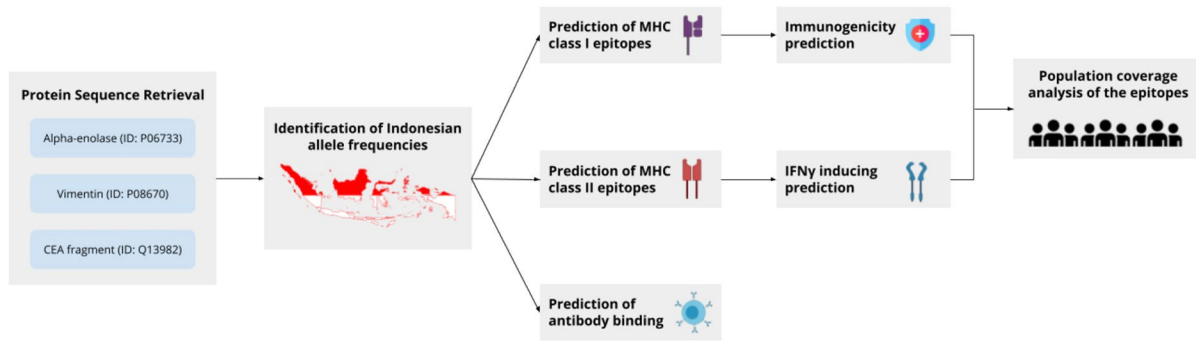 Protein Sequence Retrieval
Alpha-enolase (ID: P06733)
Vimentin (ID: P08670)
CEA fragment (ID: Q13982)
Identification of Indonesian
allele frequencies
Prediction of MHC
class I epitopes
Immunogenicity
prediction
Prediction of MHC
class II epitopes
IFNγ inducing
prediction
Prediction of
antibody binding
Population coverage
analysis of the epitopes